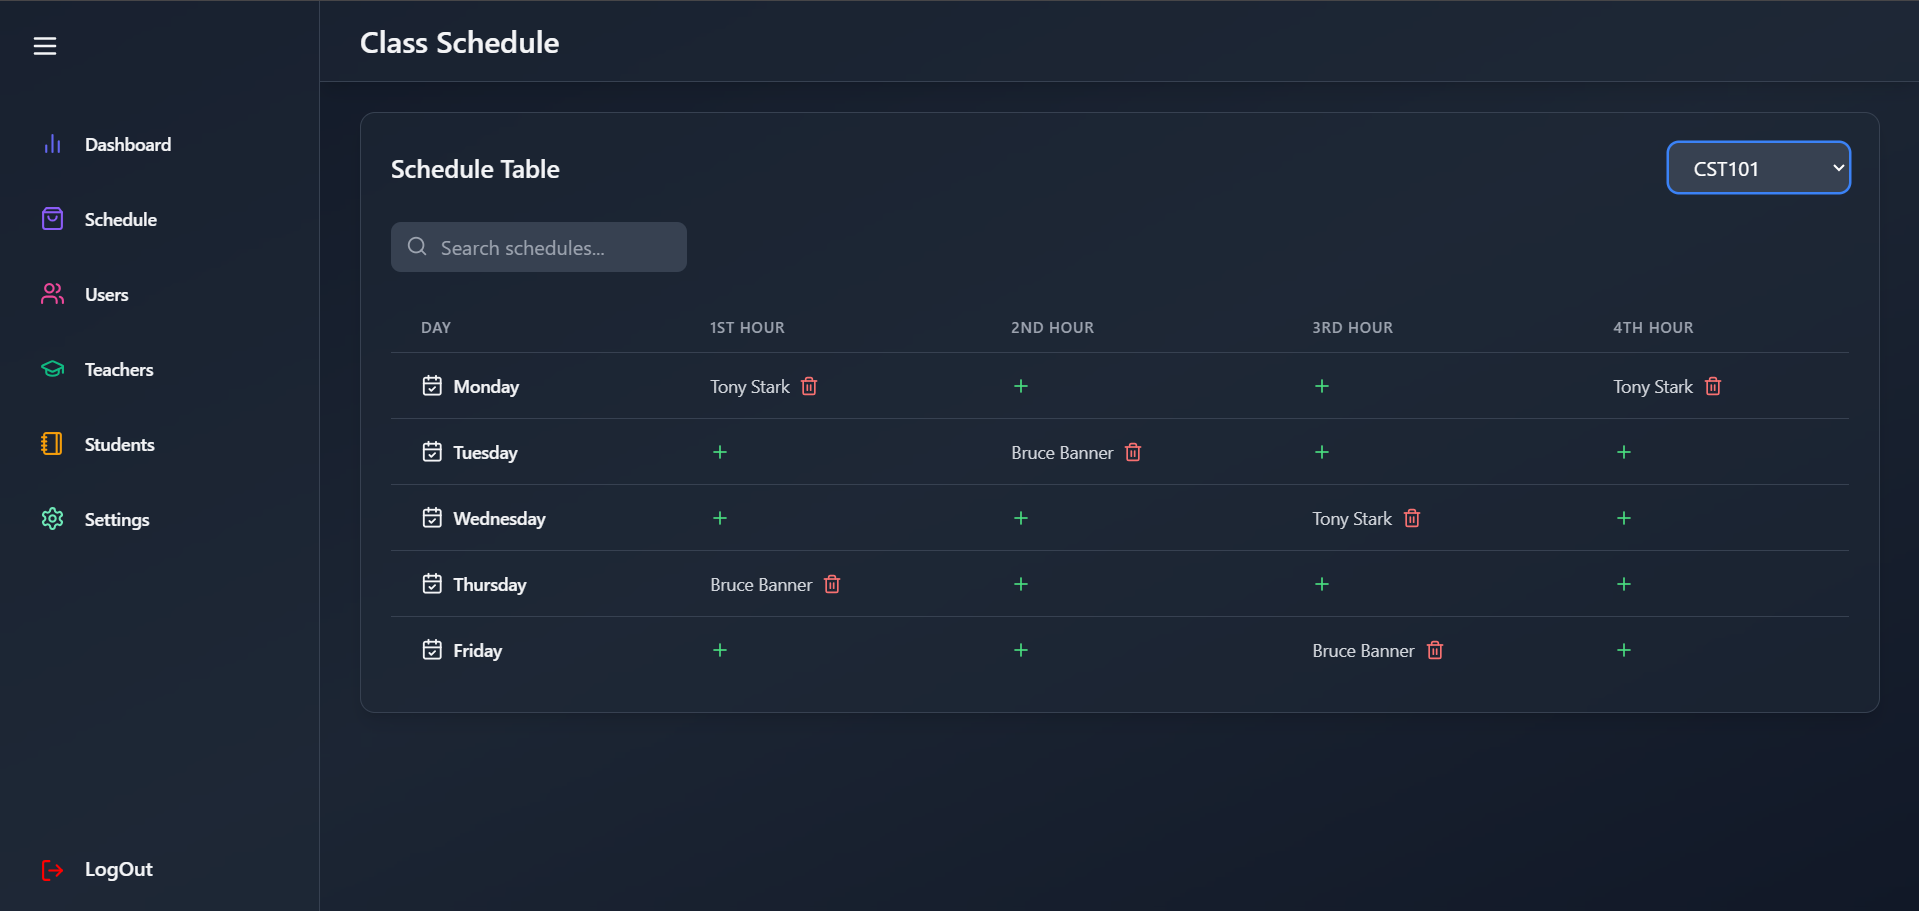 Class Schedule
Dashboard
Schedule
Users
Teachers
Students
Settings
LogOut
Schedule Table
CST101
Search schedules...
DAY 1ST HOUR 2ND HOUR 3RD HOUR 4TH HOUR
Monday Tony Stark + + Tony Stark
Tuesday + Bruce Banner + +
Wednesday + + Tony Stark +
Thursday Bruce Banner + + +
Friday + + Bruce Banner +